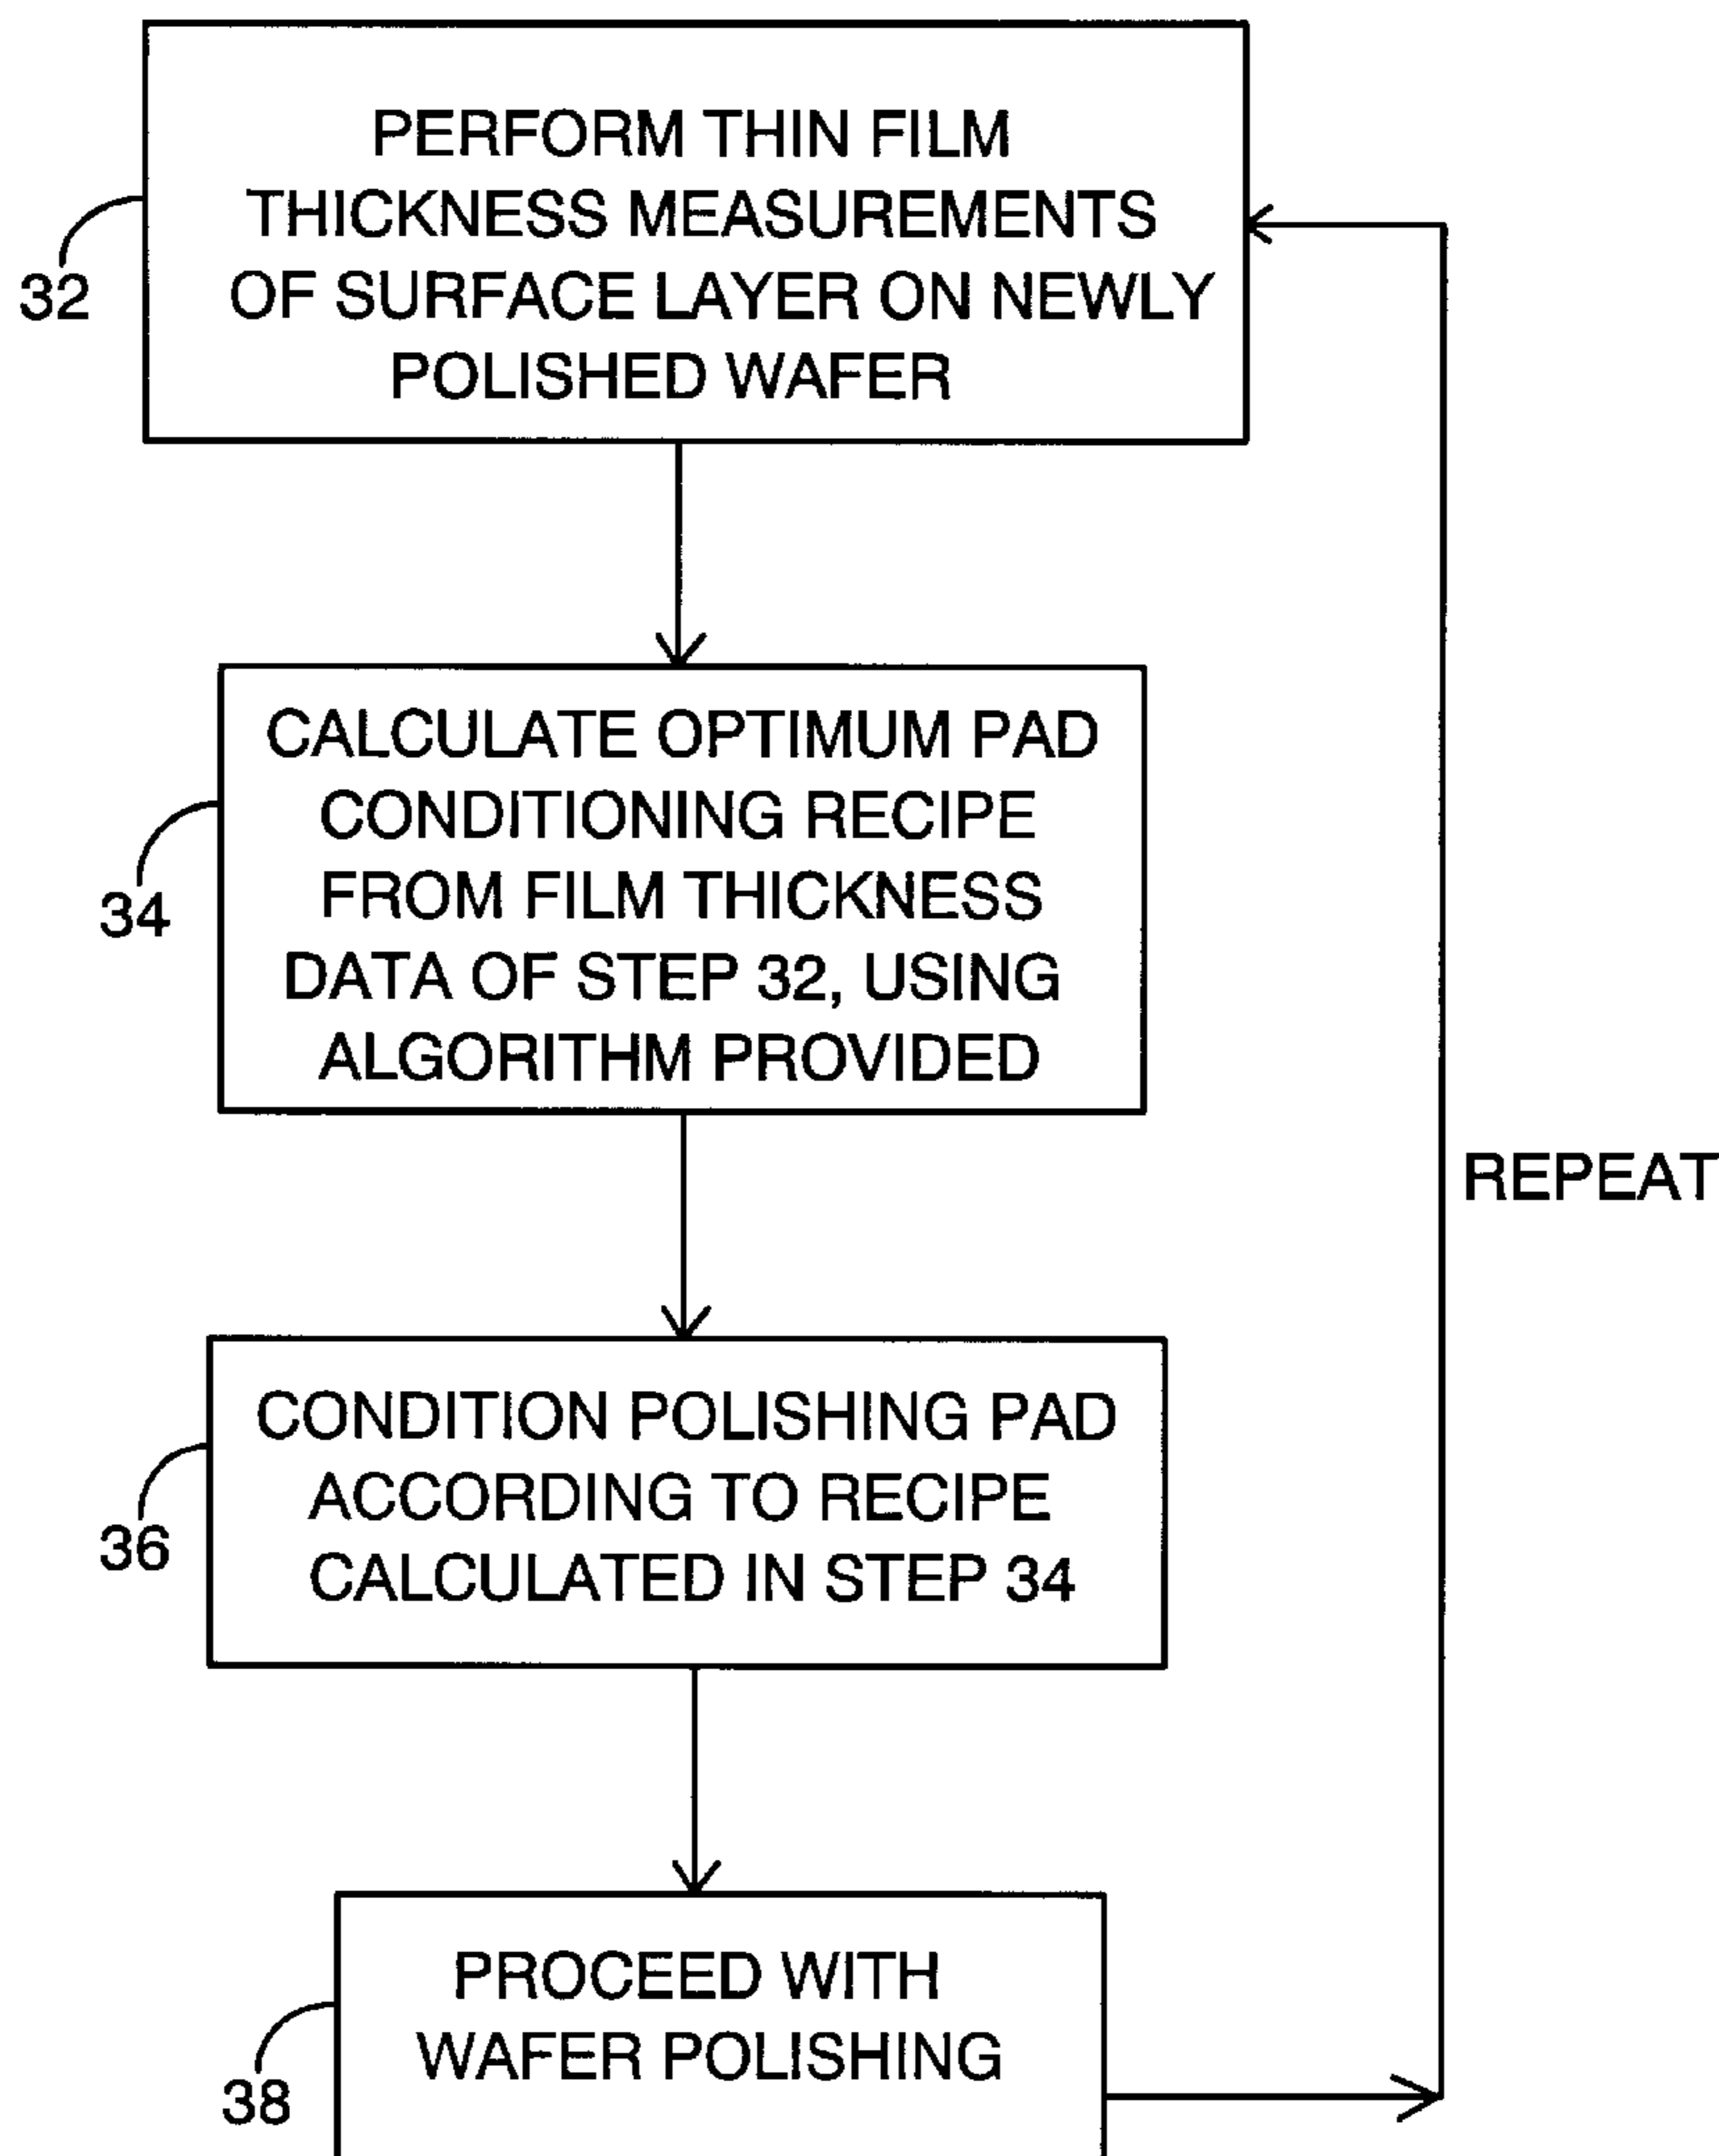 PERFORM THIN FILM
THICKNESS MEASUREMENTS
OF SURFACE LAYER ON NEWLY
POLISHED WAFER
32
CALCULATE OPTIMUM PAD
CONDITIONING RECIPE
FROM FILM THICKNESS
DATA OF STEP 32, USING
ALGORITHM PROVIDED
34
REPEAT
CONDITION POLISHING PAD
ACCORDING TO RECIPE
CALCULATED IN STEP 34
36
PROCEED WITH
WAFER POLISHING
38